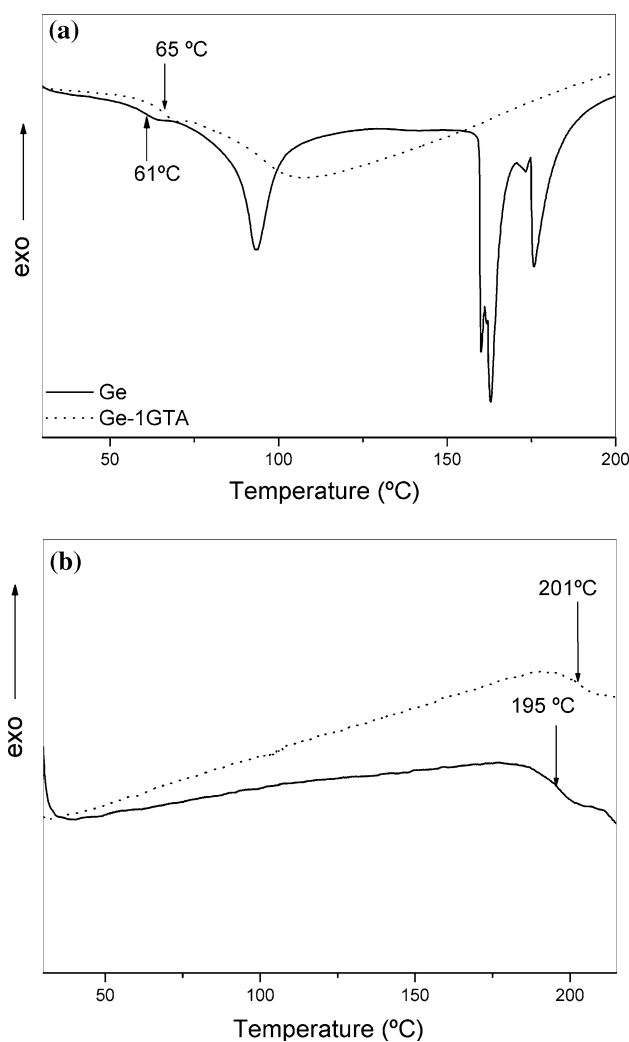 (a)
65 ºC
61ºC
exo
Ge
Ge-1GTA
50
100
150
200
Temperature (ºC)
(b)
201ºC
195 ºC
exo
50
100
150
200
Temperature (ºC)